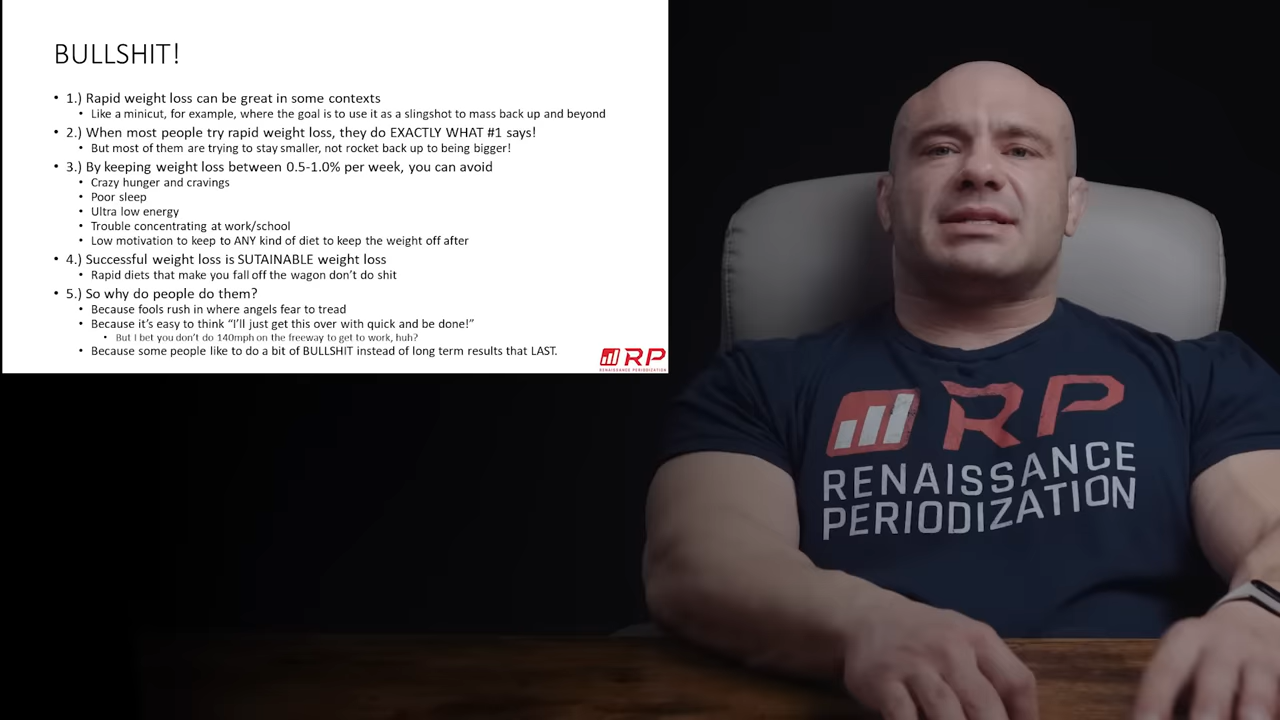 BULLSHIT!
• 1.) Rapid weight loss can be great in some contexts
• Like a minicut, for example, where the goal is to use it as a slingshot to mass back up and beyond
• 2.) When most people try rapid weight loss, they do EXACTLY WHAT #1 says!
• But most of them are trying to stay smaller, not rocket back up to being bigger!
• 3.) By keeping weight loss between 0.5-1.0% per week, you can avoid
• Crazy hunger and cravings
• Poor sleep
• Ultra low energy
• Trouble concentrating at work/school
• Low motivation to keep to ANY kind of diet to keep the weight off after
• 4.) Successful weight loss is SUTAINABLE weight loss
• Rapid diets that make you fall off the wagon don't do shit
• 5.) So why do people do them?
• Because fools rush in where angels fear to tread
• Because it's easy to think "I'll just get this over with quick and be done!"
• But I bet you don't do 140mph on the freeway to get to work, huh?
• Because some people like to do a bit of BULLSHIT instead of long term results that LAST.
RP
RENAISSANCE PERIODIZATION
RP
RENAISSANCE
PERIODIZATION